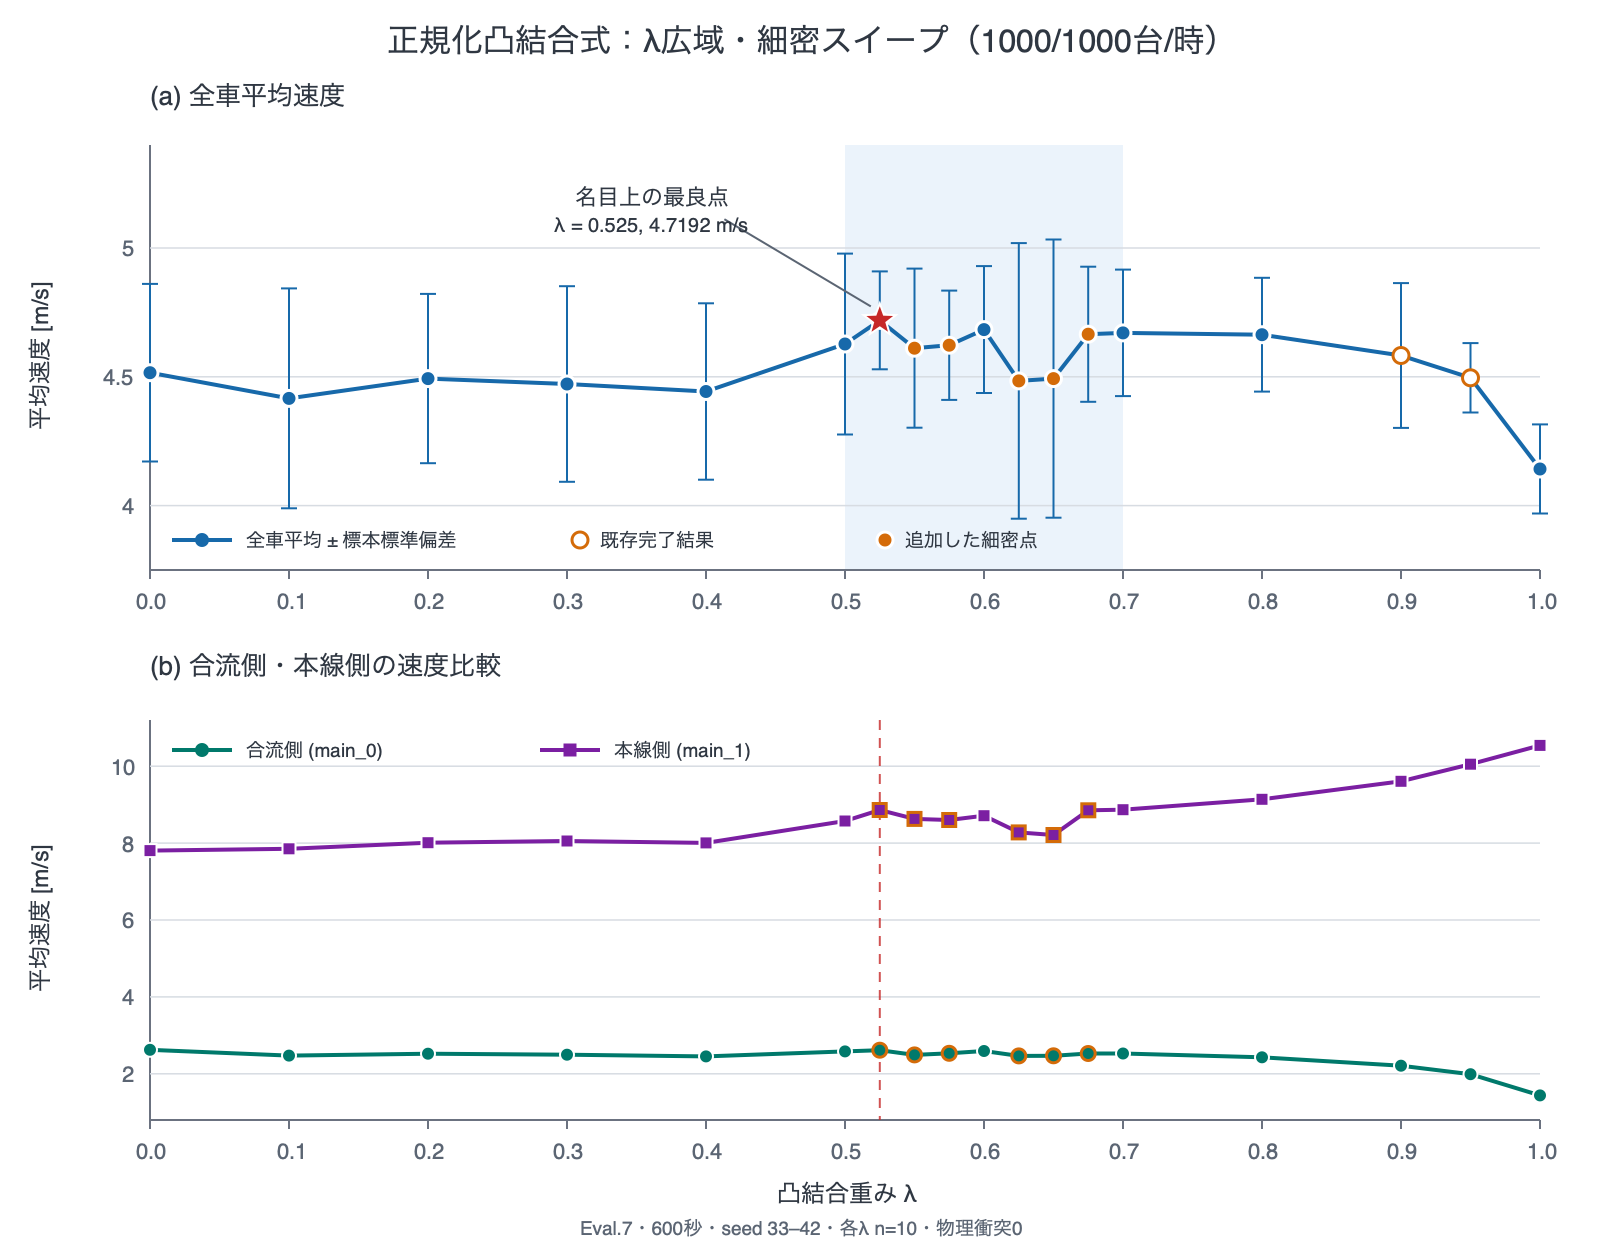 正規化凸結合式：λ広域・細密スイープ（1000/1000台/時）
(a) 全車平均速度
名目上の最良点
λ = 0.525, 4.7192 m/s
平均速度 [m/s]
5
4.5
4
全車平均 ± 標本標準偏差
既存完了結果
追加した細密点
0.0 0.1 0.2 0.3 0.4 0.5 0.6 0.7 0.8 0.9 1.0
(b) 合流側・本線側の速度比較
合流側 (main_0)
本線側 (main_1)
平均速度 [m/s]
10
8
6
4
2
0.0 0.1 0.2 0.3 0.4 0.5 0.6 0.7 0.8 0.9 1.0
凸結合重み λ
Eval.7・600秒・seed 33–42・各λ n=10・物理衝突0